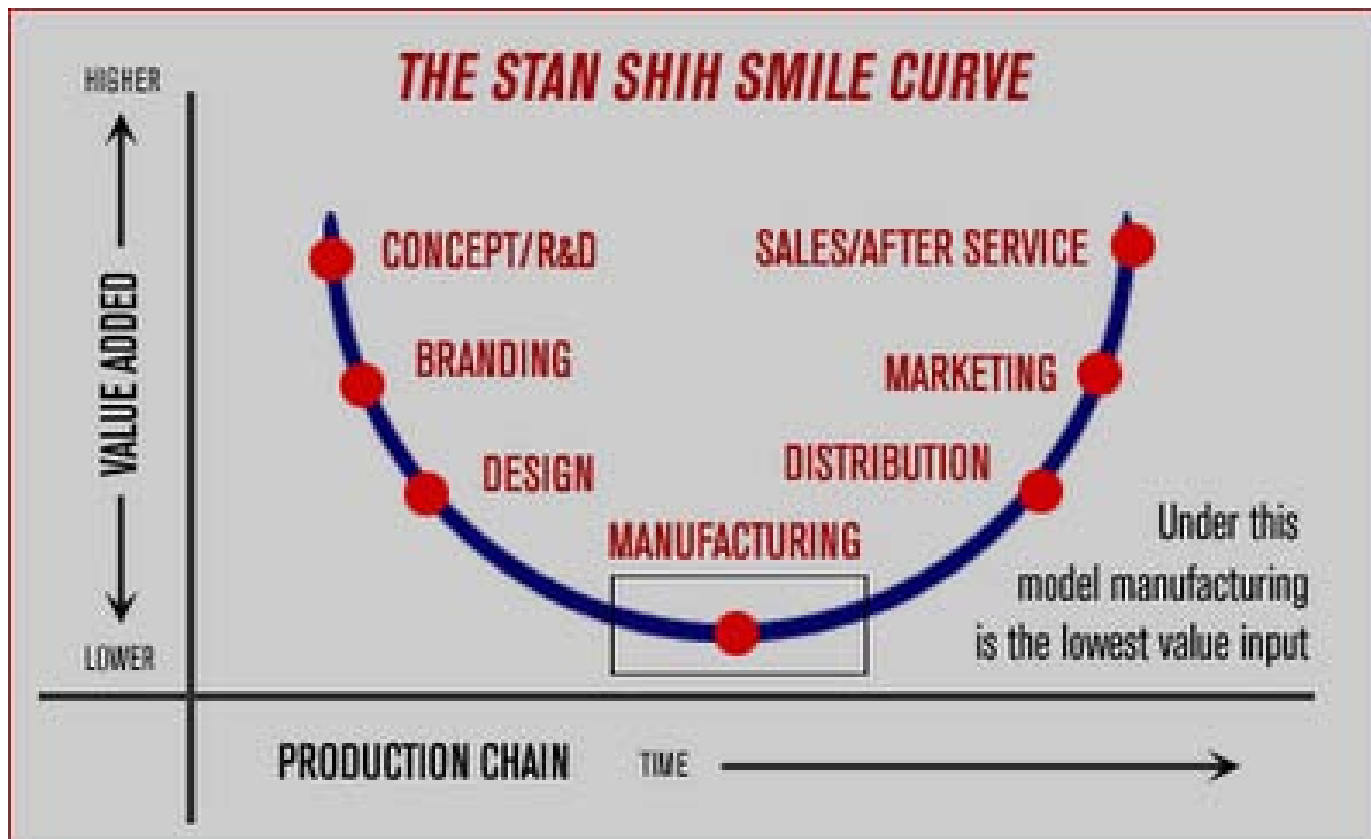 THE STAN SHIH SMILE CURVE
HIGHER
VALUE ADDED
LOWER
CONCEPT/R&D
BRANDING
DESIGN
MANUFACTURING
DISTRIBUTION
MARKETING
SALES/AFTER SERVICE
Under this
model manufacturing
is the lowest value input
PRODUCTION CHAIN
TIME